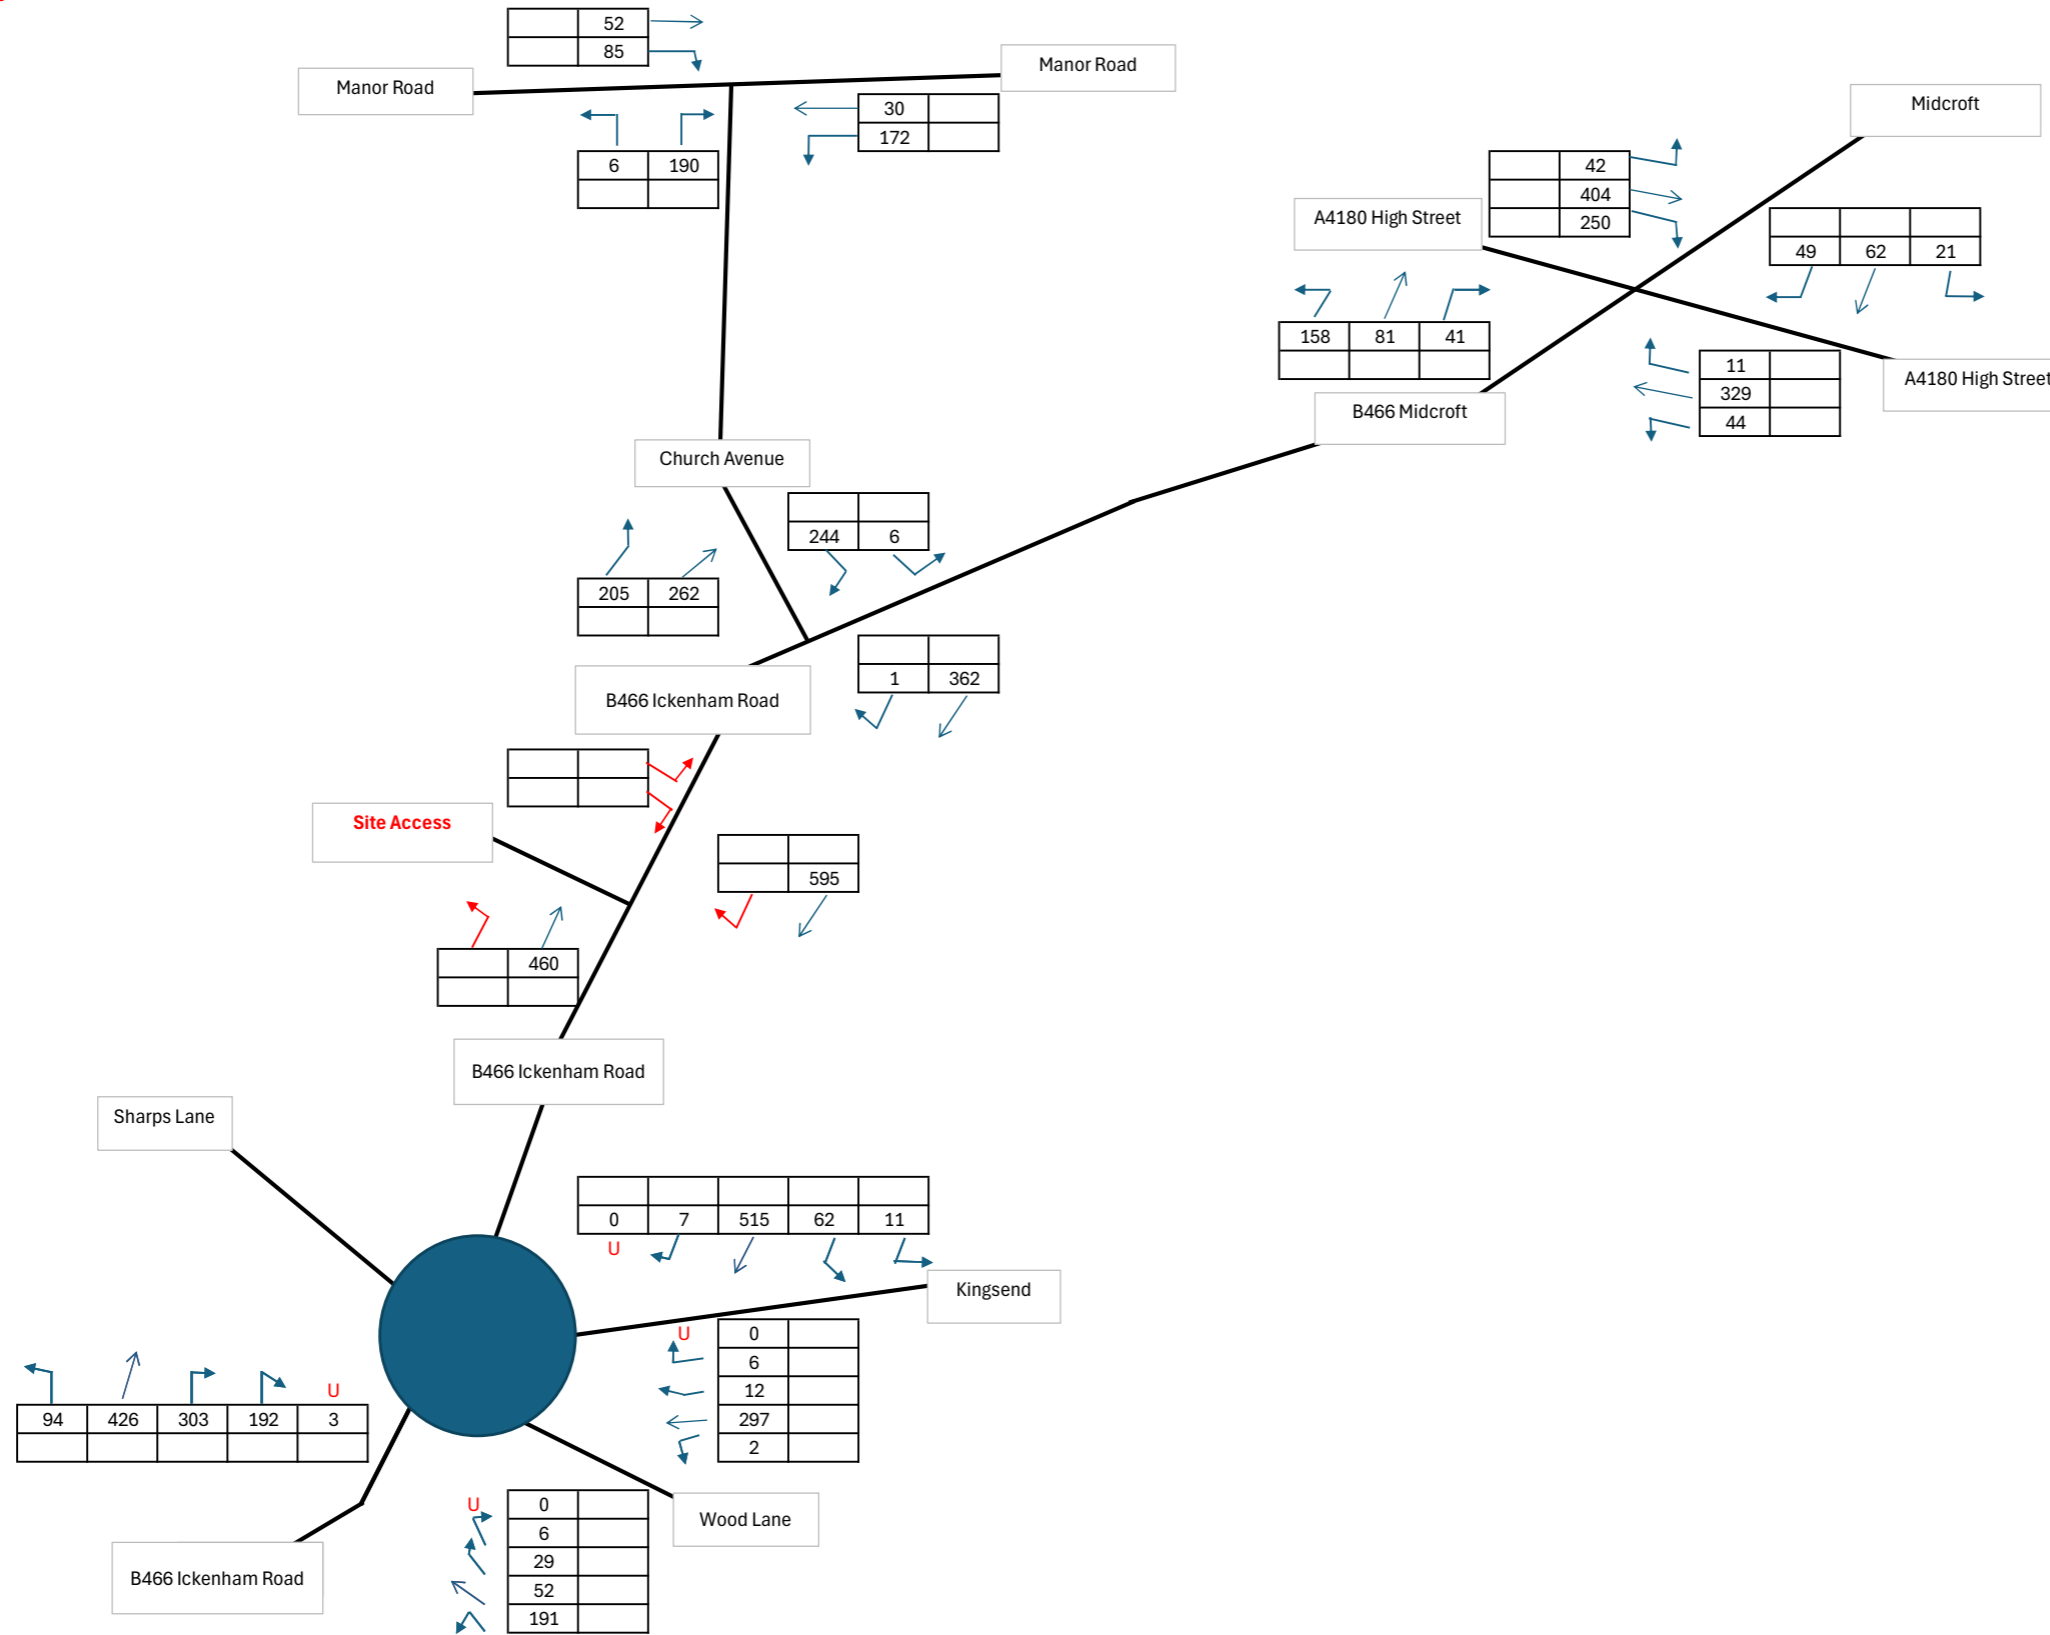 52
85
Manor Road
Manor Road
30
172
6 190
Midcroft
42
404
250
A4180 High Street
49 62 21
158 81 41
11
329
44
A4180 High Street
B466 Midcroft
Church Avenue
244 6
205 262
1 362
B466 Ickenham Road
Site Access
595
460
B466 Ickenham Road
Sharps Lane
0 7 515 62 11
U
Kingsend
U 0
6
12
297
2
U
94 426 303 192 3
U 0
6
29
52
191
Wood Lane
B466 Ickenham Road